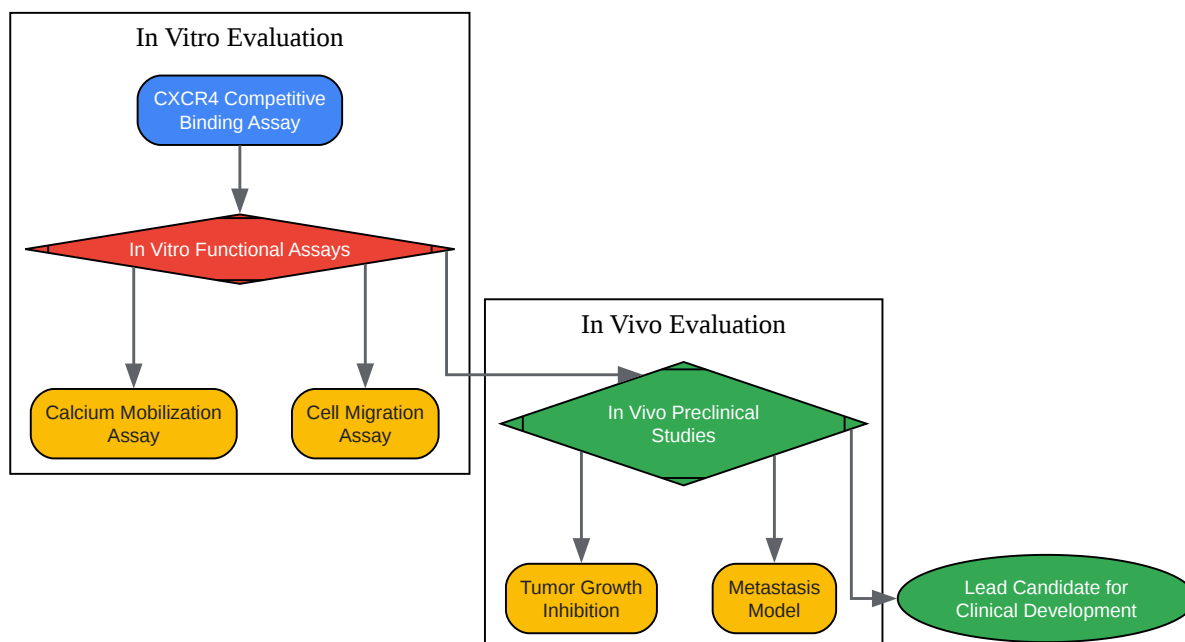 In Vitro Evaluation
CXCR4 Competitive
Binding Assay
In Vitro Functional Assays
Calcium Mobilization
Assay
Cell Migration
Assay
In Vivo Evaluation
In Vivo Preclinical
Studies
Tumor Growth
Inhibition
Metastasis
Model
Lead Candidate for
Clinical Development